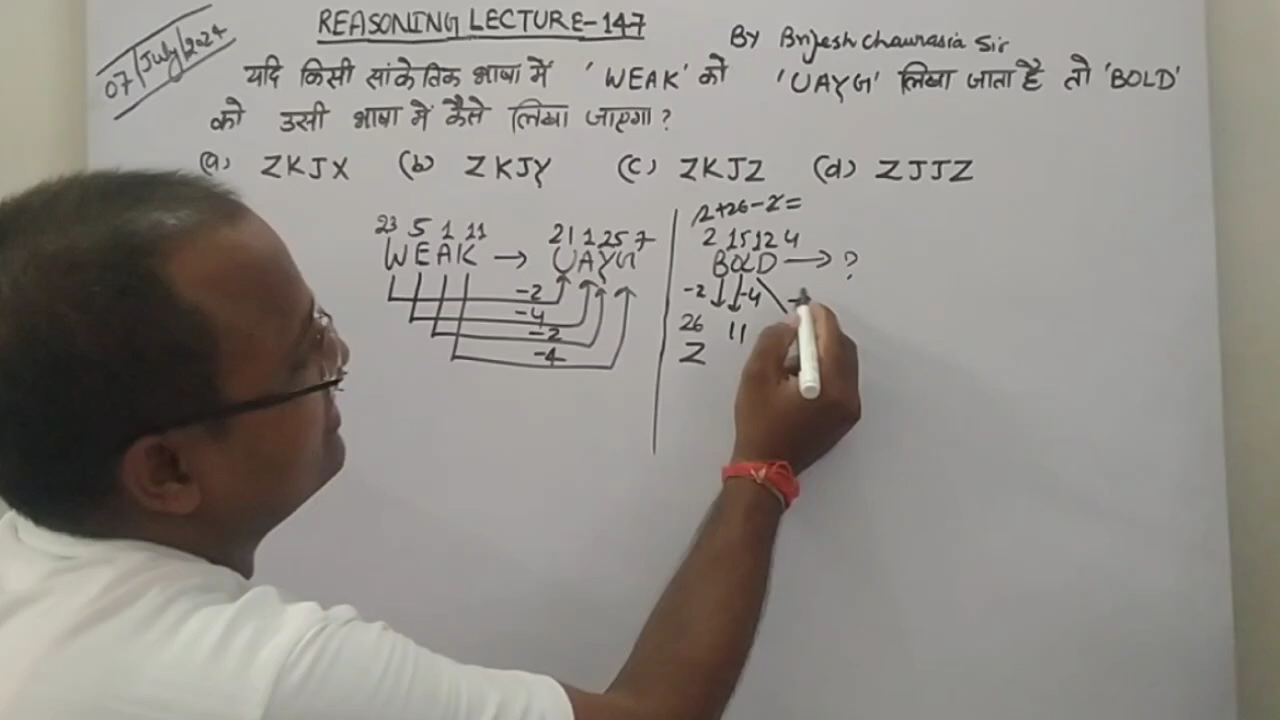 REASONING LECTURE-147
07/July/2024
BY Brijesh Chaurasia Sir
यदि किसी सांकेतिक भाषा में 'WEAK' को 'UAYG' लिखा जाता है तो 'BOLD'
को उसी भाषा में कैसे लिखा जाएगा?
(a) ZKJX (b) ZKJY (c) ZKJZ (d) ZJJZ
23 5 1 11
21 1 25 7
WEAK → UAYG
-2
-4
-2
-4
2+26-2=
2 15 12 4
BOLD → ?
-2 -4
26 11
Z